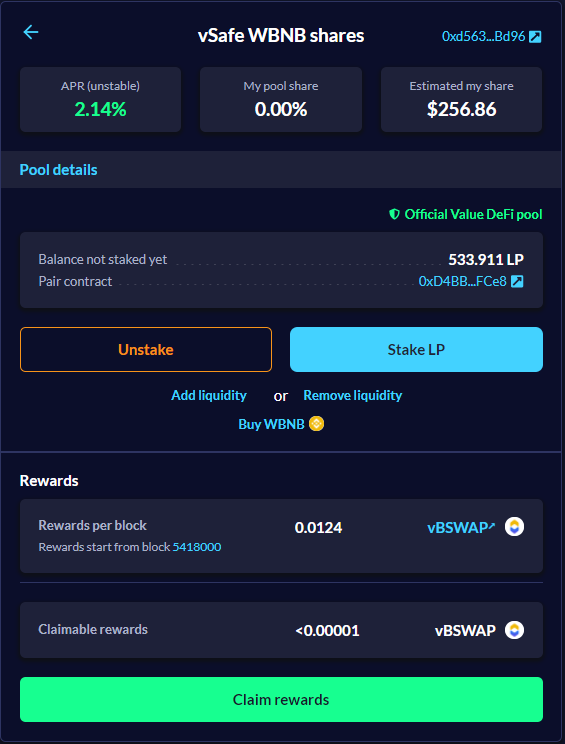 vSafe WBNB shares
0xd563...Bd96
APR (unstable)
2.14%
My pool share
0.00%
Estimated my share
$256.86
Pool details
Official Value DeFi pool
Balance not staked yet 533.911 LP
Pair contract 0xD4BB...FCe8
Unstake
Stake LP
Add liquidity or Remove liquidity
Buy WBNB
Rewards
Rewards per block 0.0124 vBSWAP↗
Rewards start from block 5418000
Claimable rewards <0.00001 vBSWAP
Claim rewards